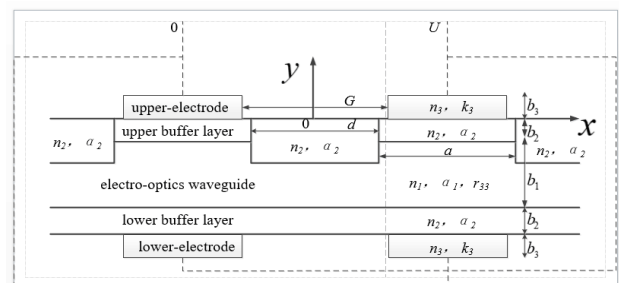 0 U
y
G
upper-electrode n₃, k₃ b₃
0 d x
upper buffer layer n₂, α₂ b₂
n₂, α₂ n₂, α₂ a n₂, α₂
electro-optics waveguide n₁, α₁, r₃₃ b₁
lower buffer layer n₂, α₂ b₂
lower-electrode n₃, k₃ b₃